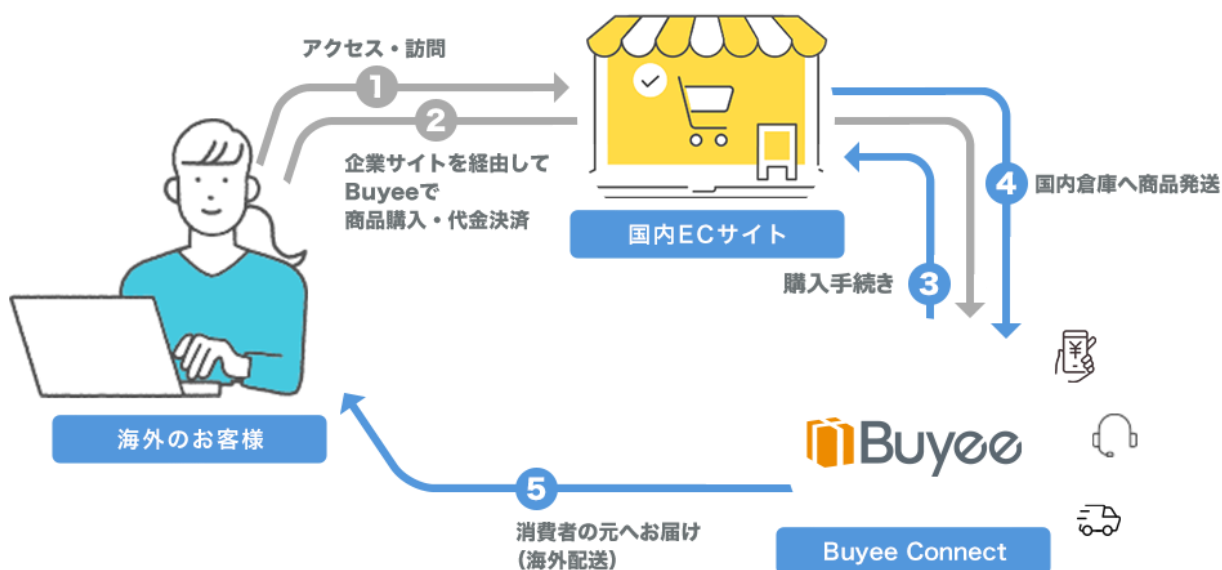 アクセス・訪問
1
2
企業サイトを経由して
Buyeeで
商品購入・代金決済
国内ECサイト
4
国内倉庫へ商品発送
購入手続き
3
¥
海外のお客様
Buyee
5
消費者の元へお届け
(海外配送)
Buyee Connect